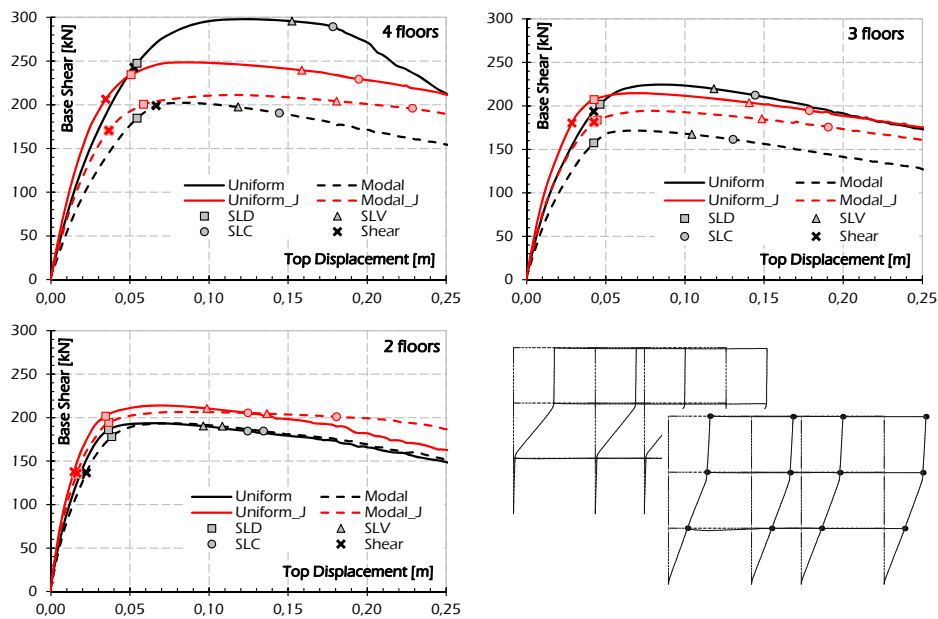 4 floors
Base Shear [kN]
300
250
200
150
100
50
0
Uniform
Modal
Uniform_J
Modal_J
SLD
SLV
SLC
Shear
Top Displacement [m]
0,00 0,05 0,10 0,15 0,20 0,25
3 floors
Base Shear [kN]
300
250
200
150
100
50
0
Uniform
Modal
Uniform_J
Modal_J
SLD
SLV
SLC
Shear
Top Displacement [m]
0,00 0,05 0,10 0,15 0,20 0,25
2 floors
Base Shear [kN]
300
250
200
150
100
50
0
Uniform
Modal
Uniform_J
Modal_J
SLD
SLV
SLC
Shear
Top Displacement [m]
0,00 0,05 0,10 0,15 0,20 0,25